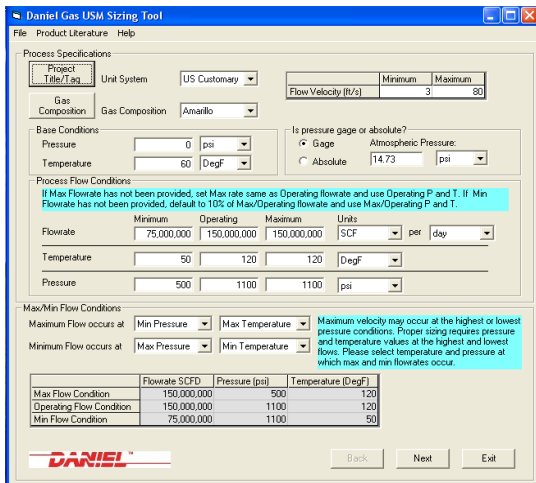 Daniel Gas USM Sizing Tool
File Product Literature Help
Process Specifications
Project Title/Tag
Unit System US Customary
Minimum Maximum
Flow Velocity (ft/s) 3 80
Gas Composition
Gas Composition Amarillo
Base Conditions
Pressure 0 psi
Temperature 60 DegF
Is pressure gage or absolute?
Gage Atmospheric Pressure:
Absolute 14.73 psi
Process Flow Conditions
If Max Flowrate has not been provided, set Max rate same as Operating flowrate and use Operating P and T. If Min
Flowrate has not been provided, default to 10% of Max/Operating flowrate and use Max/Operating P and T.
Minimum Operating Maximum Units
Flowrate 75,000,000 150,000,000 150,000,000 SCF per day
Temperature 50 120 120 DegF
Pressure 500 1100 1100 psi
Max/Min Flow Conditions
Maximum Flow occurs at Min Pressure Max Temperature
Minimum Flow occurs at Max Pressure Min Temperature
Maximum velocity may occur at the highest or lowest
pressure conditions. Proper sizing requires pressure
and temperature values at the highest and lowest
flows. Please select temperature and pressure at
which max and min flowrates occur.
Flowrate SCFD Pressure (psi) Temperature (DegF)
Max Flow Condition 150,000,000 500 120
Operating Flow Condition 150,000,000 1100 120
Min Flow Condition 75,000,000 1100 50
DANIEL™
Back Next Exit